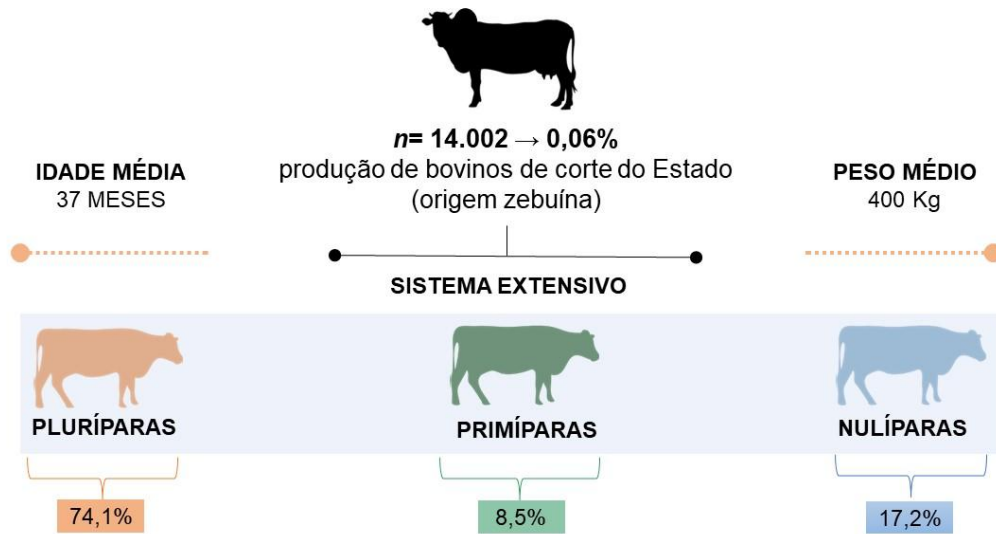 n= 14.002 → 0,06%
produção de bovinos de corte do Estado
(origem zebuína)
IDADE MÉDIA
37 MESES
PESO MÉDIO
400 Kg
SISTEMA EXTENSIVO
PLURÍPARAS
PRIMÍPARAS
NULÍPARAS
74,1%
8,5%
17,2%